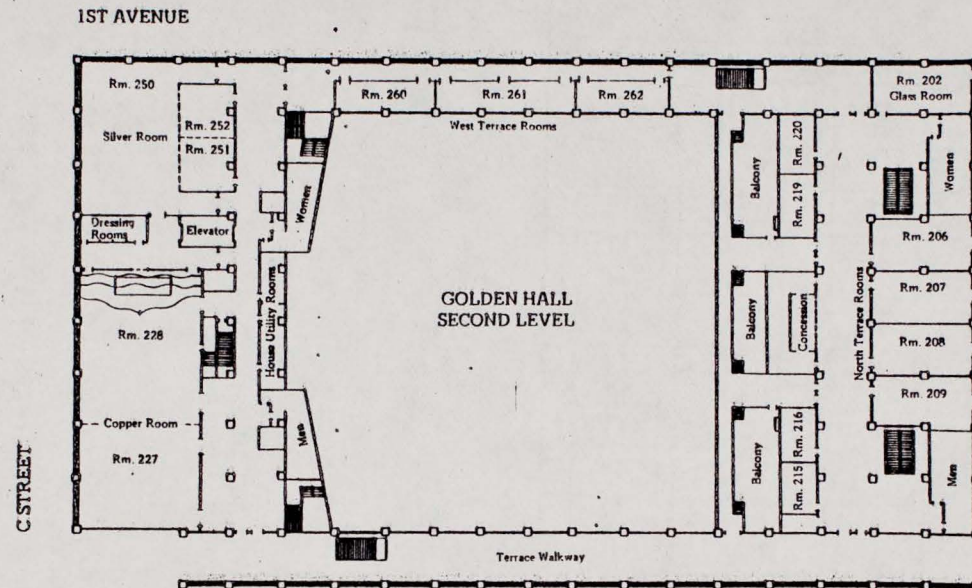 1ST AVENUE
Rm. 250
Silver Room
Rm. 252
Rm. 251
Dressing
Rooms
Elevator
Rm. 228
Copper Room
Rm. 227
C STREET
Women
House Utility Rooms
Men
Rm. 260
Rm. 261
Rm. 262
West Terrace Rooms
GOLDEN HALL
SECOND LEVEL
Terrace Walkway
Balcony
Rm. 220
Rm. 219
Balcony
Concession
Balcony
Rm. 216
Rm. 215
North Terrace Rooms
Rm. 202
Glass Room
Women
Rm. 206
Rm. 207
Rm. 208
Rm. 209
Men